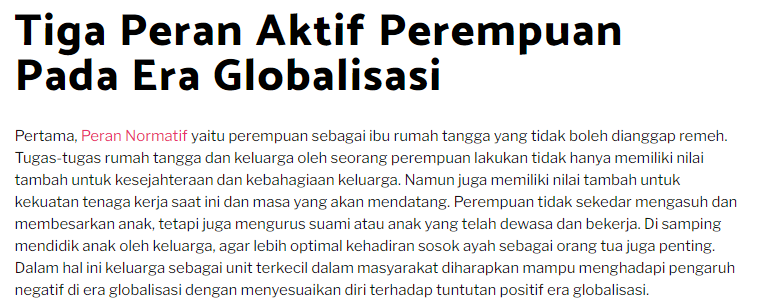 Tiga Peran Aktif Perempuan
Pada Era Globalisasi
Pertama, Peran Normatif yaitu perempuan sebagai ibu rumah tangga yang tidak boleh dianggap remeh.
Tugas-tugas rumah tangga dan keluarga oleh seorang perempuan lakukan tidak hanya memiliki nilai
tambah untuk kesejahteraan dan kebahagiaan keluarga. Namun juga memiliki nilai tambah untuk
kekuatan tenaga kerja saat ini dan masa yang akan mendatang. Perempuan tidak sekedar mengasuh dan
membesarkan anak, tetapi juga mengurus suami atau anak yang telah dewasa dan bekerja. Di samping
mendidik anak oleh keluarga, agar lebih optimal kehadiran sosok ayah sebagai orang tua juga penting.
Dalam hal ini keluarga sebagai unit terkecil dalam masyarakat diharapkan mampu menghadapi pengaruh
negatif di era globalisasi dengan menyesuaikan diri terhadap tuntutan positif era globalisasi.